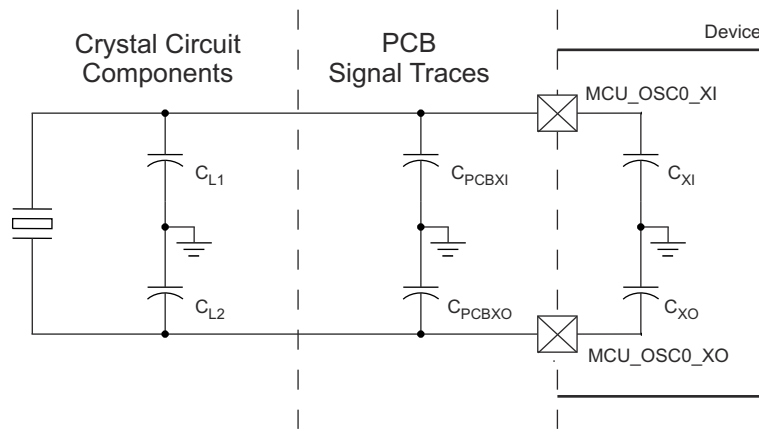 Crystal Circuit
Components
PCB
Signal Traces
Device
MCU_OSC0_XI
CL1
CPCBXI
CXI
CL2
CPCBXO
CXO
MCU_OSC0_XO